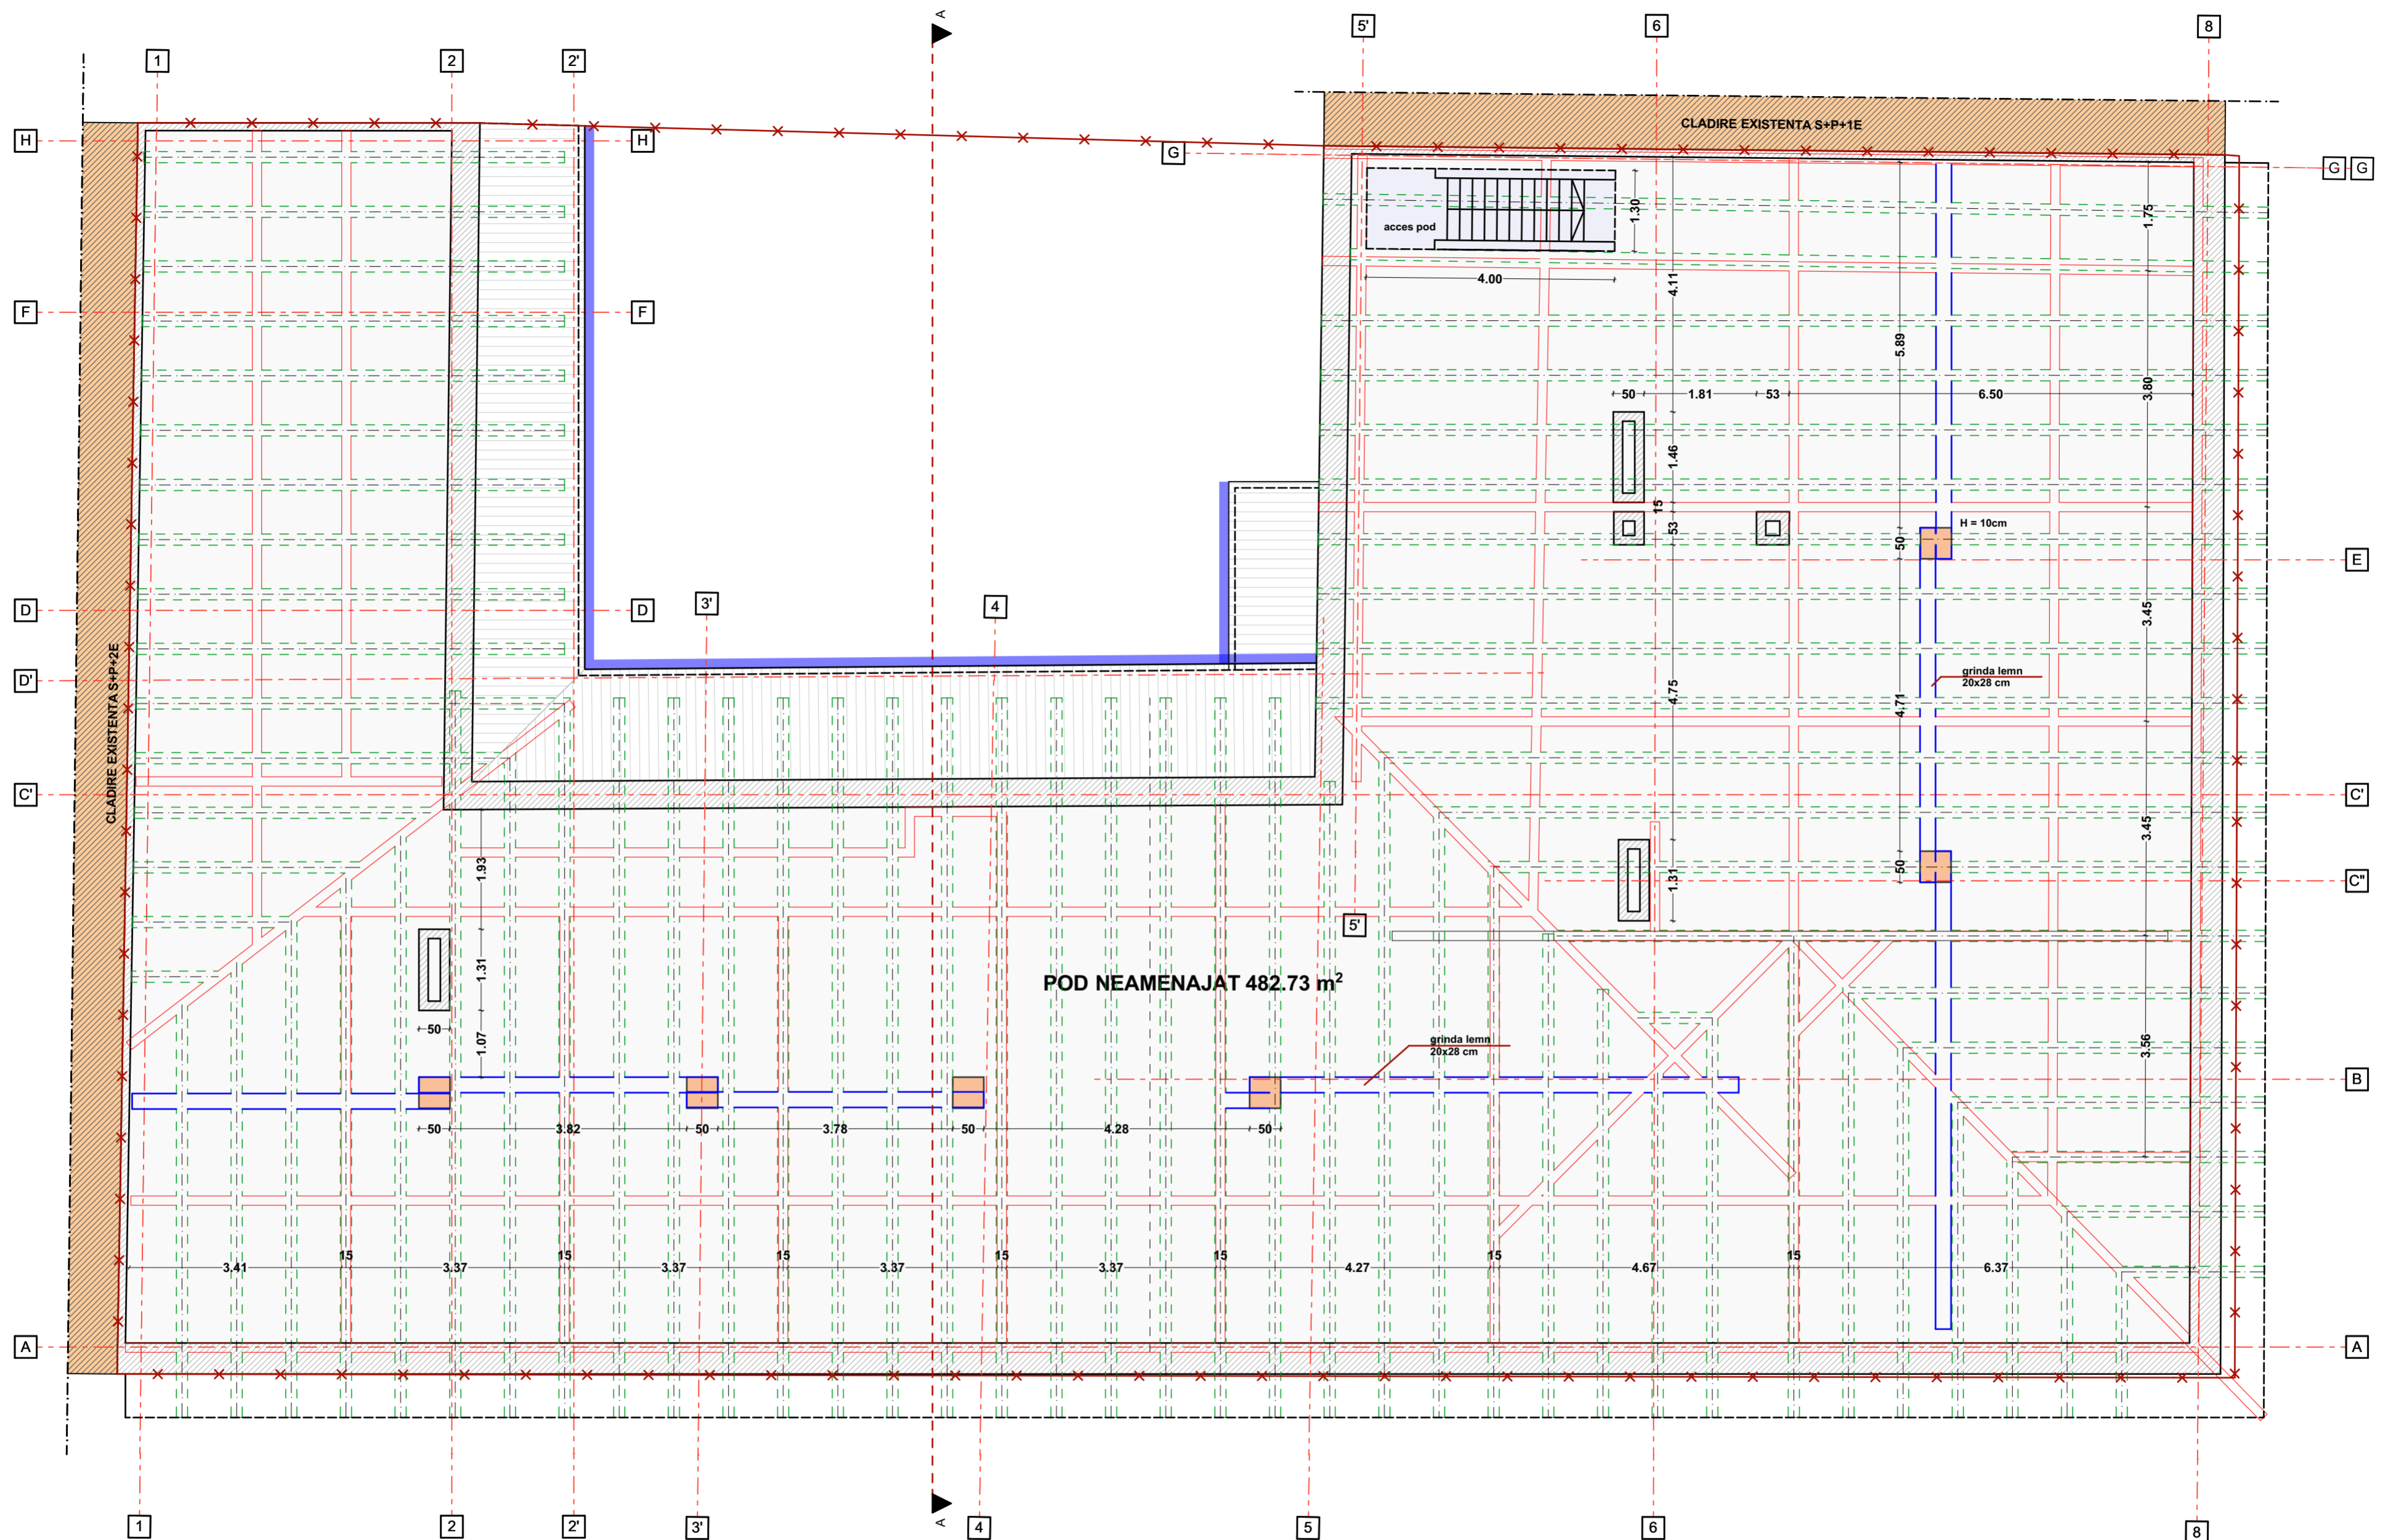 A
5'
6
8
1
2
2'
CLADIRE EXISTENTA S+P+1E
H
H
G
G
G
1.30
acces pod
4.00
4.11
1.75
F
F
5.89
3.80
50
1.81
53
6.50
1.46
15
53
H = 10cm
50
E
D
D
3'
4
3.45
D'
CLADIRE EXISTENTA S+P+2E
grinda lemn
20x28 cm
4.75
4.71
C'
C'
3.45
1.93
50
1.31
C"
5'
1.31
POD NEAMENAJAT 482.73 m²
50
1.07
grinda lemn
20x28 cm
3.56
B
50
3.82
50
3.78
50
4.28
50
15
15
15
15
15
15
15
3.41
3.37
3.37
3.37
3.37
4.27
4.67
6.37
A
A
A
1
2
2'
3'
4
5
6
8